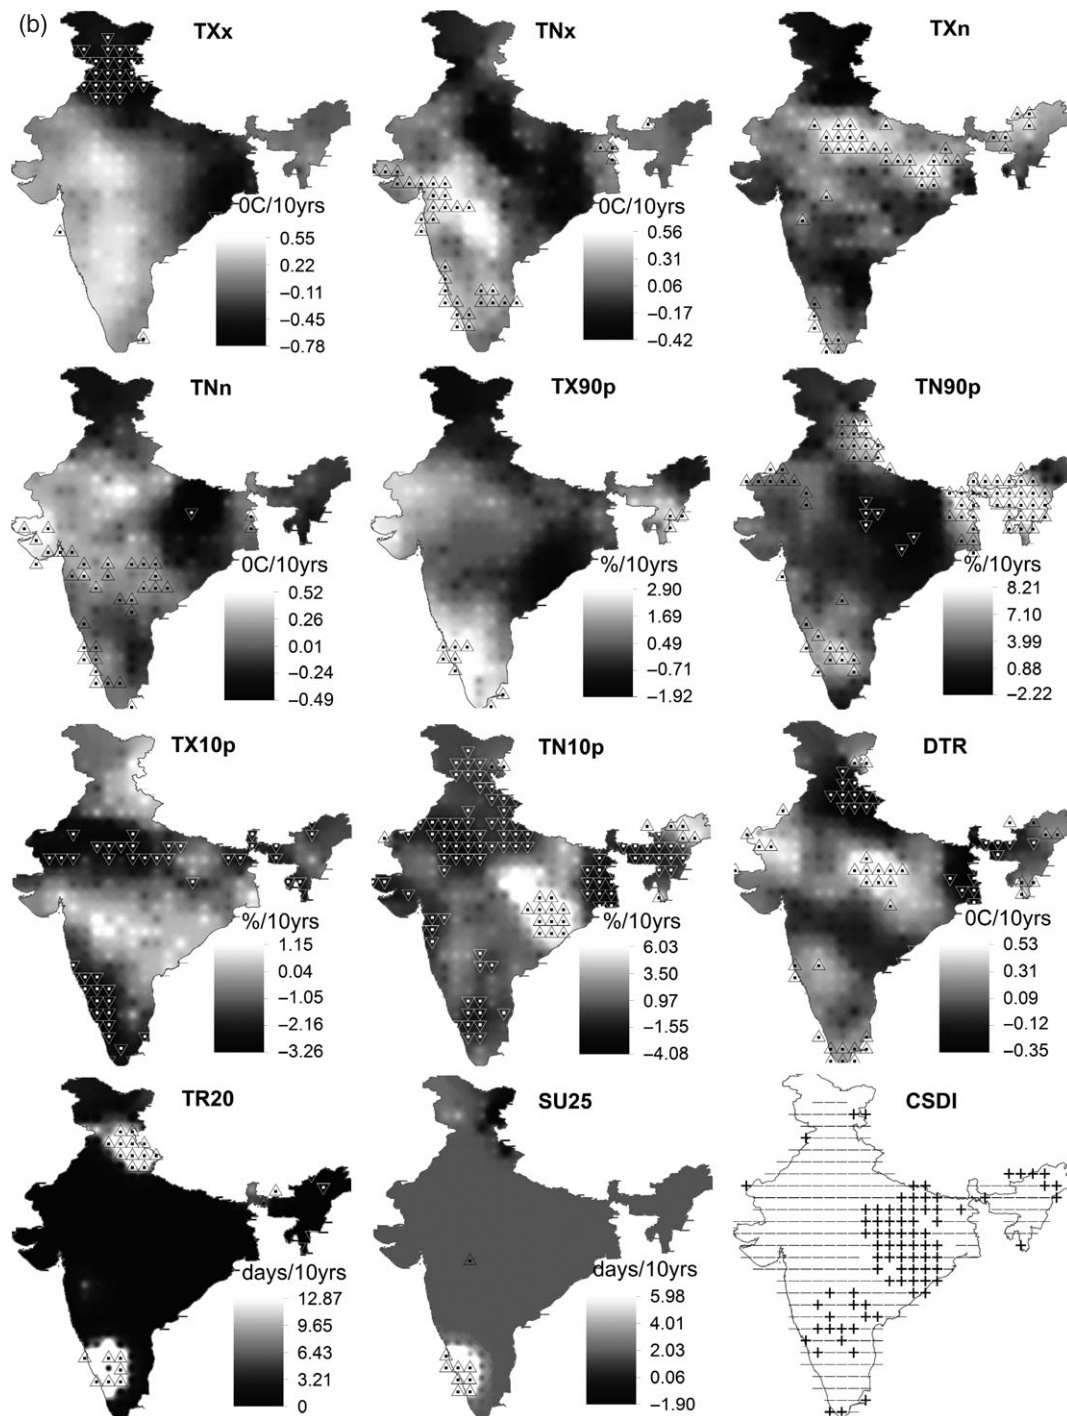 (b)
TXx
TNx
TXn
0C/10yrs
0.55
0.22
−0.11
−0.45
−0.78
0C/10yrs
0.56
0.31
0.06
−0.17
−0.42
TNn
TX90p
TN90p
0C/10yrs
0.52
0.26
0.01
−0.24
−0.49
%/10yrs
2.90
1.69
0.49
−0.71
−1.92
%/10yrs
8.21
7.10
3.99
0.88
−2.22
TX10p
TN10p
DTR
%/10yrs
1.15
0.04
−1.05
−2.16
−3.26
%/10yrs
6.03
3.50
0.97
−1.55
−4.08
0C/10yrs
0.53
0.31
0.09
−0.12
−0.35
TR20
SU25
CSDI
days/10yrs
12.87
9.65
6.43
3.21
0
days/10yrs
5.98
4.01
2.03
0.06
−1.90